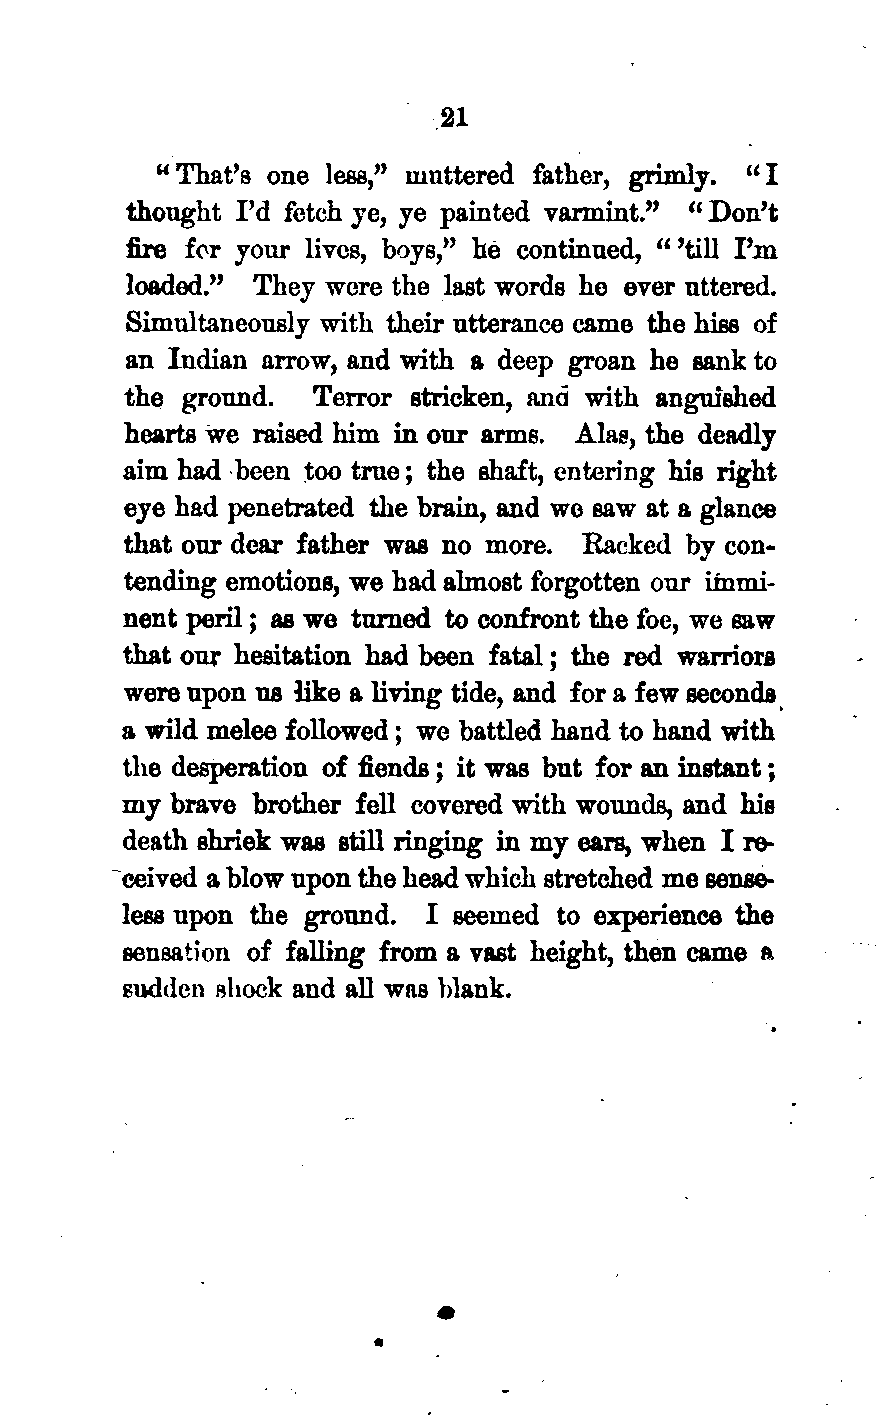 21
“That’s one less,” muttered father, grimly. “I
thought I’d fetch ye, ye painted varmint.” “Don’t
fire for your lives, boys,” he continued, “’till I’m
loaded.” They were the last words he ever uttered.
Simultaneously with their utterance came the hiss of
an Indian arrow, and with a deep groan he sank to
the ground. Terror stricken, and with anguished
hearts we raised him in our arms. Alas, the deadly
aim had been too true; the shaft, entering his right
eye had penetrated the brain, and we saw at a glance
that our dear father was no more. Racked by con-
tending emotions, we had almost forgotten our immi-
nent peril; as we turned to confront the foe, we saw
that our hesitation had been fatal; the red warriors
were upon us like a living tide, and for a few seconds
a wild melee followed; we battled hand to hand with
the desperation of fiends; it was but for an instant;
my brave brother fell covered with wounds, and his
death shriek was still ringing in my ears, when I re-
ceived a blow upon the head which stretched me sense-
less upon the ground. I seemed to experience the
sensation of falling from a vast height, then came a
sudden shock and all was blank.